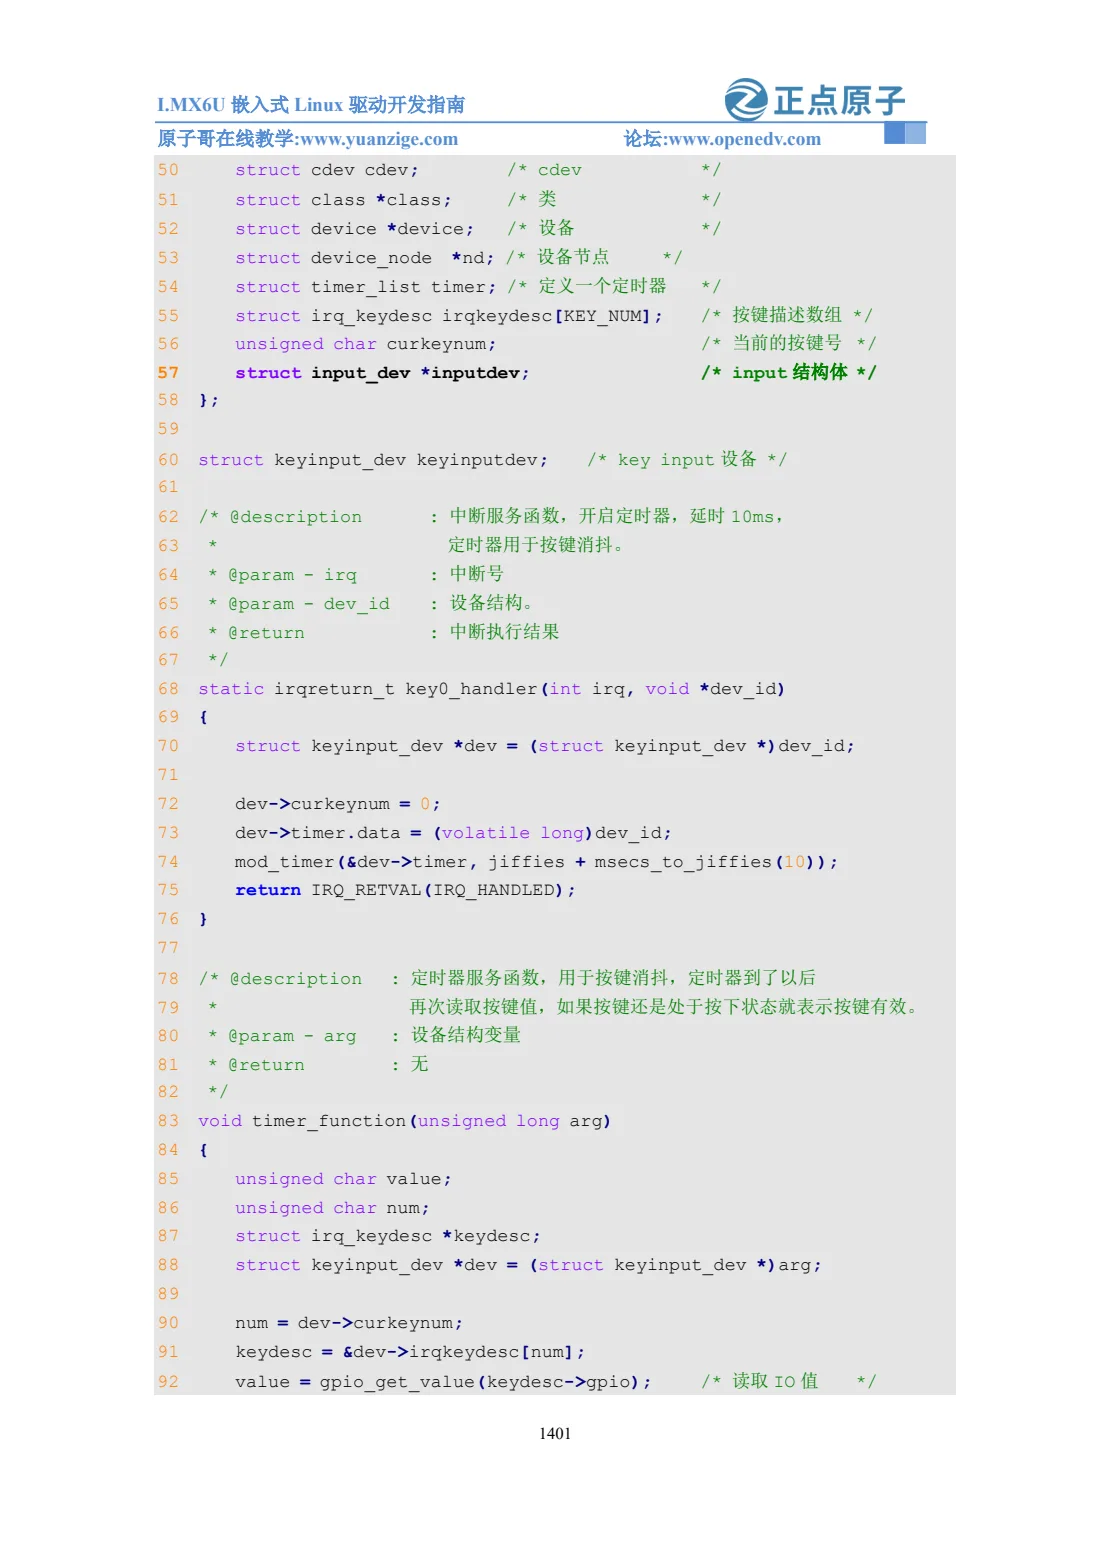 I.MX6U 嵌入式 Linux 驱动开发指南
正点原子
原子哥在线教学:www.yuanzige.com 论坛:www.openedv.com
50 struct cdev cdev; /* cdev */
51 struct class *class; /* 类 */
52 struct device *device; /* 设备 */
53 struct device_node *nd; /* 设备节点 */
54 struct timer_list timer; /* 定义一个定时器 */
55 struct irq_keydesc irqkeydesc[KEY_NUM]; /* 按键描述数组 */
56 unsigned char curkeynum; /* 当前的按键号 */
57 struct input_dev *inputdev; /* input 结构体 */
58 };
59
60 struct keyinput_dev keyinputdev; /* key input 设备 */
61
62 /* @description : 中断服务函数，开启定时器，延时 10ms，
63 * 定时器用于按键消抖。
64 * @param - irq : 中断号
65 * @param - dev_id : 设备结构。
66 * @return : 中断执行结果
67 */
68 static irqreturn_t key0_handler(int irq, void *dev_id)
69 {
70 struct keyinput_dev *dev = (struct keyinput_dev *)dev_id;
71
72 dev->curkeynum = 0;
73 dev->timer.data = (volatile long)dev_id;
74 mod_timer(&dev->timer, jiffies + msecs_to_jiffies(10));
75 return IRQ_RETVAL(IRQ_HANDLED);
76 }
77
78 /* @description : 定时器服务函数，用于按键消抖，定时器到了以后
79 * 再次读取按键值，如果按键还是处于按下状态就表示按键有效。
80 * @param - arg : 设备结构变量
81 * @return : 无
82 */
83 void timer_function(unsigned long arg)
84 {
85 unsigned char value;
86 unsigned char num;
87 struct irq_keydesc *keydesc;
88 struct keyinput_dev *dev = (struct keyinput_dev *)arg;
89
90 num = dev->curkeynum;
91 keydesc = &dev->irqkeydesc[num];
92 value = gpio_get_value(keydesc->gpio); /* 读取 IO 值 */
1401